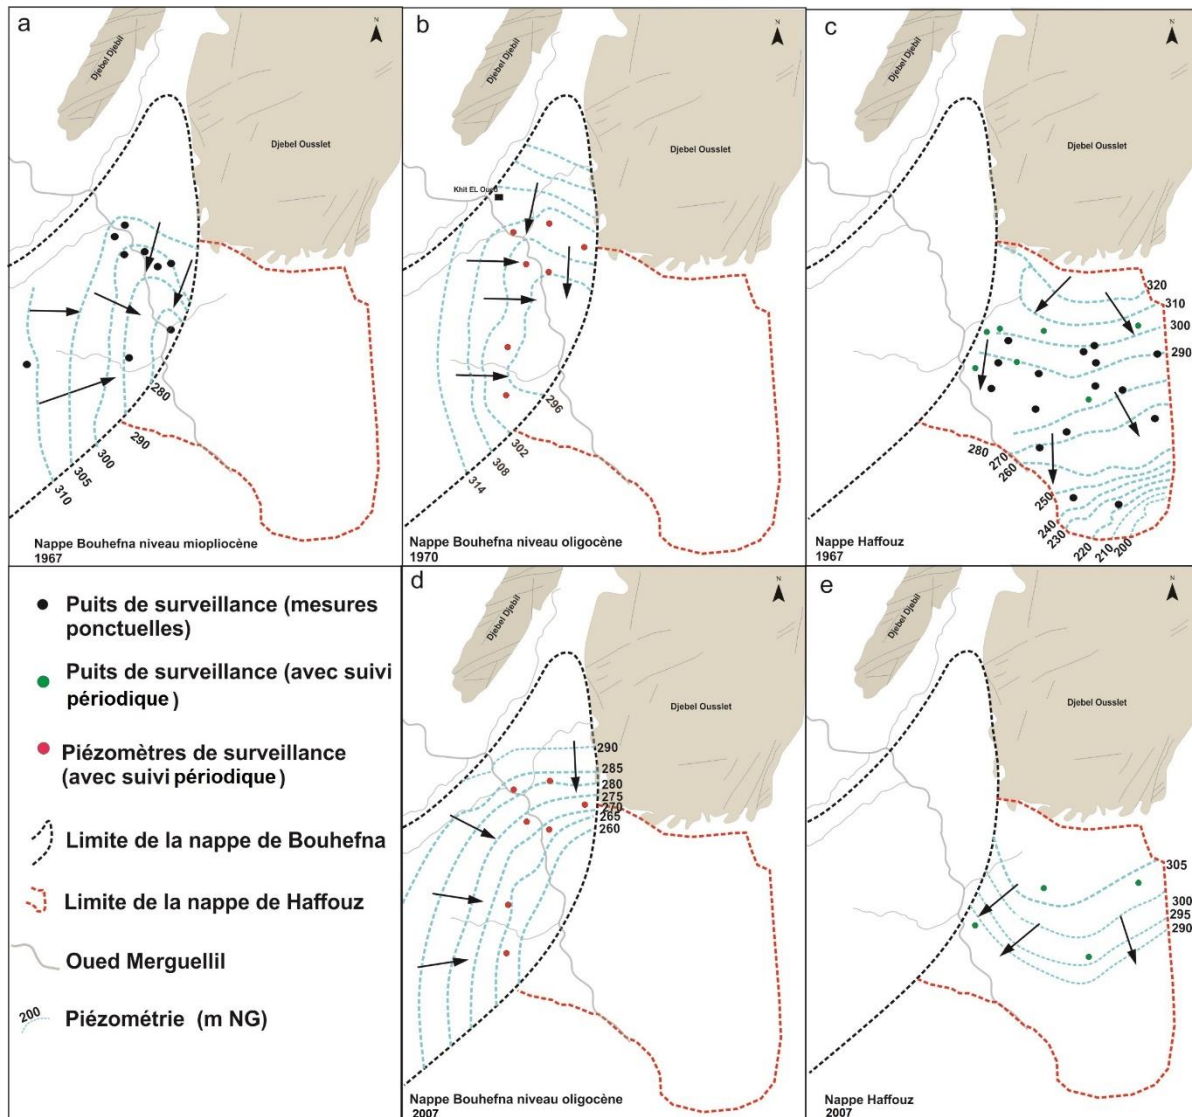 a
N
Djebel Djebil
Djebel Ousslet
280
290
300
305
310
Nappe Bouhefna niveau miopliocène
1967
b
N
Djebel Djebil
Djebel Ousslet
Khit EL Oued
296
302
308
314
Nappe Bouhefna niveau oligocène
1970
c
N
Djebel Djebil
Djebel Ousslet
320
310
300
290
280
270
260
250
240
230
220
210
200
Nappe Haffouz
1967
Puits de surveillance (mesures
ponctuelles)
Puits de surveillance (avec suivi
périodique)
Piézomètres de surveillance
(avec suivi périodique)
Limite de la nappe de Bouhefna
Limite de la nappe de Haffouz
Oued Merguellil
200
Piézométrie (m NG)
d
N
Djebel Djebil
Djebel Ousslet
290
285
280
275
270
265
260
Nappe Bouhefna niveau oligocène
2007
e
N
Djebel Djebil
Djebel Ousslet
305
300
295
290
Nappe Haffouz
2007